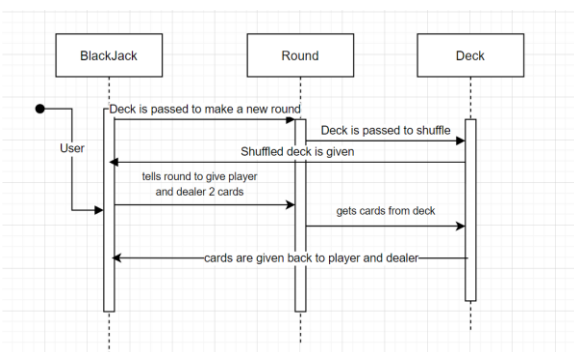 BlackJack
Round
Deck
Deck is passed to make a new round
Deck is passed to shuffle
User
Shuffled deck is given
tells round to give player
and dealer 2 cards
gets cards from deck
cards are given back to player and dealer